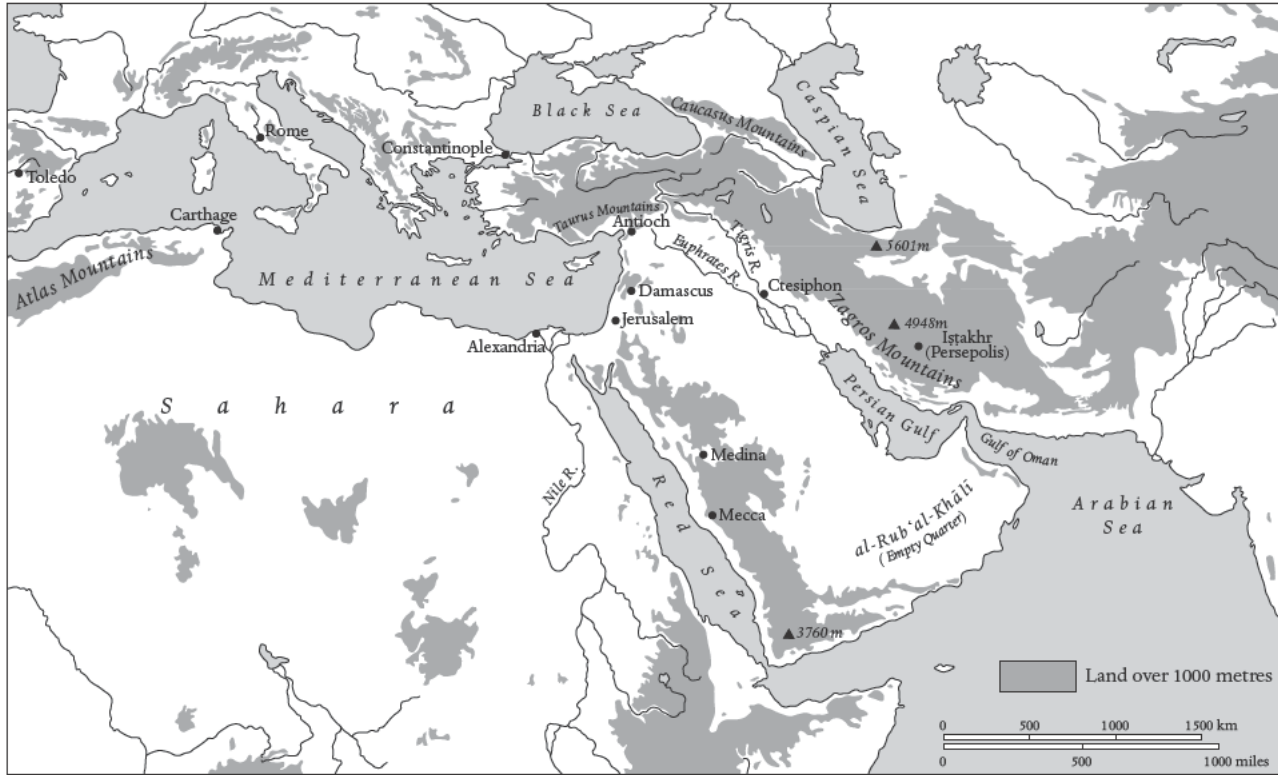 Black Sea
Caucasus Mountains
Caspian Sea
Rome
Constantinople
Toledo
Carthage
Taurus Mountains
Antioch
Tigris R.
Euphrates R.
5601m
Atlas Mountains
Mediterranean Sea
Damascus
Ctesiphon
Jerusalem
Zagros Mountains
4948m
Alexandria
Iṣṭakhr
(Persepolis)
Sahara
Persian Gulf
Gulf of Oman
Medina
Nile R.
Red Sea
Mecca
al-Rubʻal-Khālī
(Empty Quarter)
Arabian
Sea
3760m
Land over 1000 metres
0 500 1000 1500 km
0 500 1000 miles